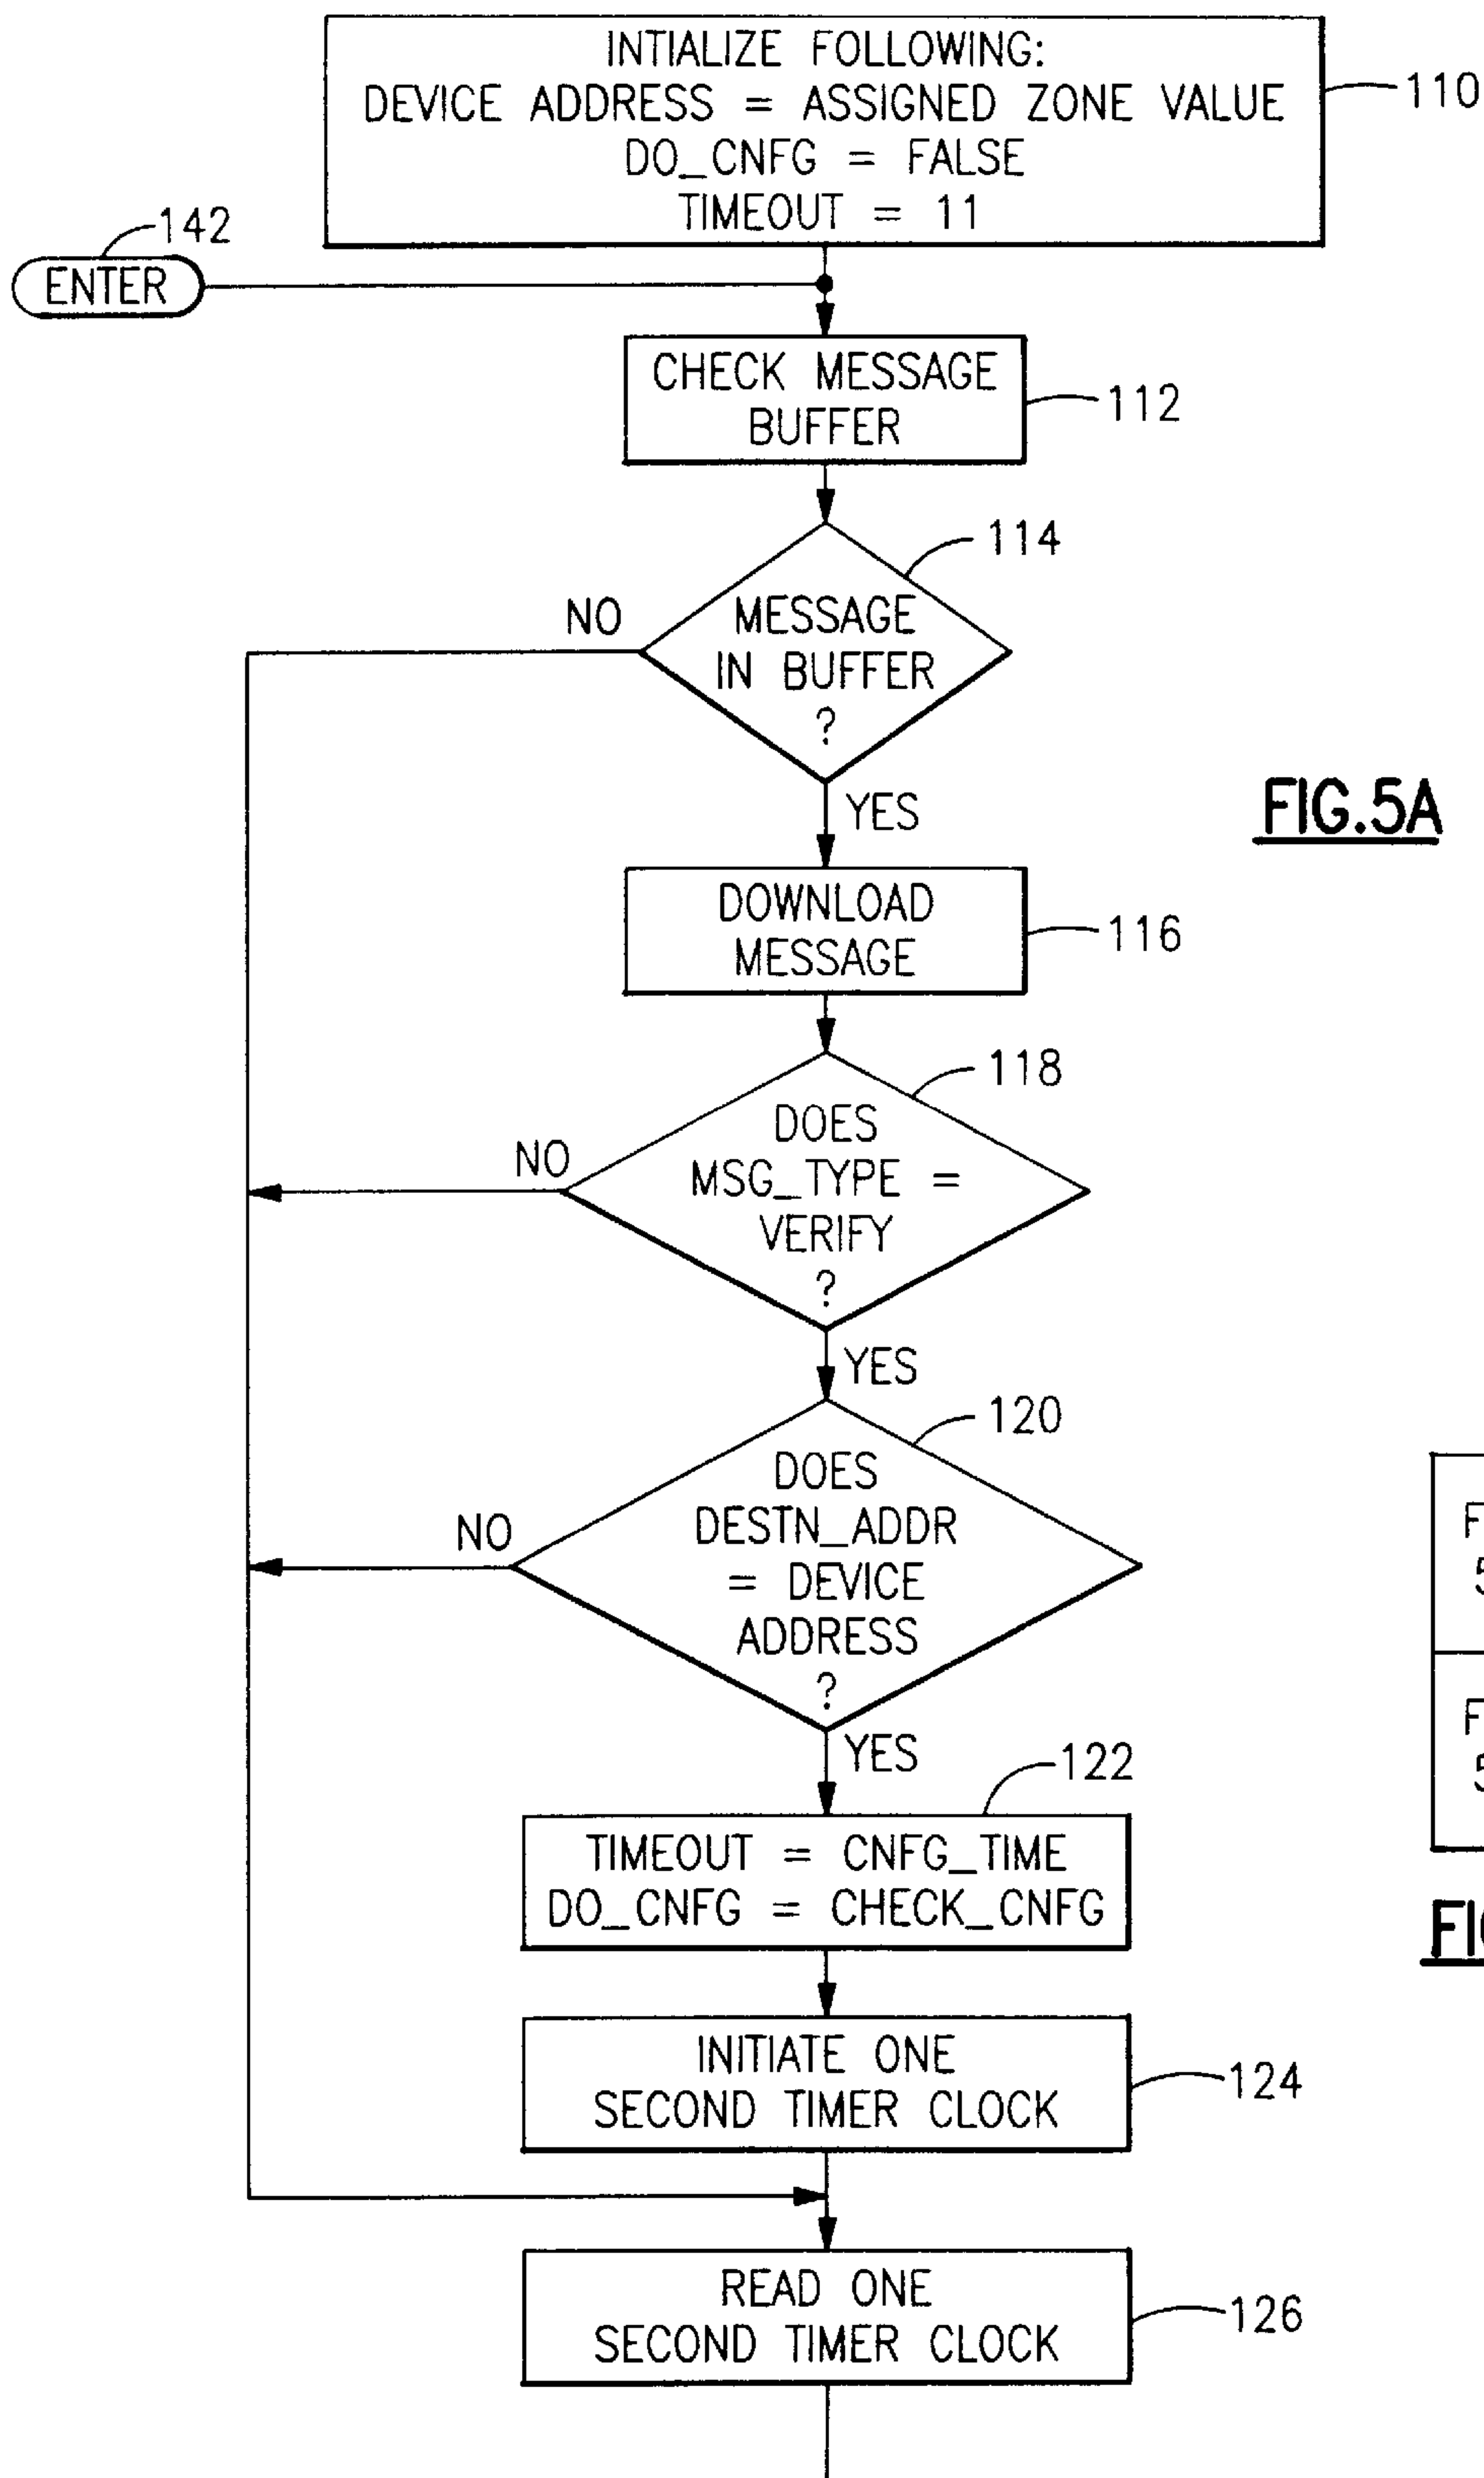 INTIALIZE FOLLOWING:
DEVICE ADDRESS = ASSIGNED ZONE VALUE
DO_CNFG = FALSE
TIMEOUT = 11
110
142
ENTER
CHECK MESSAGE
BUFFER
112
114
NO
MESSAGE
IN BUFFER
?
YES
FIG.5A
DOWNLOAD
MESSAGE
116
118
NO
DOES
MSG_TYPE =
VERIFY
?
YES
120
NO
DOES
DESTN_ADDR
= DEVICE
ADDRESS
?
YES
122
TIMEOUT = CNFG_TIME
DO_CNFG = CHECK_CNFG
INITIATE ONE
SECOND TIMER CLOCK
124
READ ONE
SECOND TIMER CLOCK
126